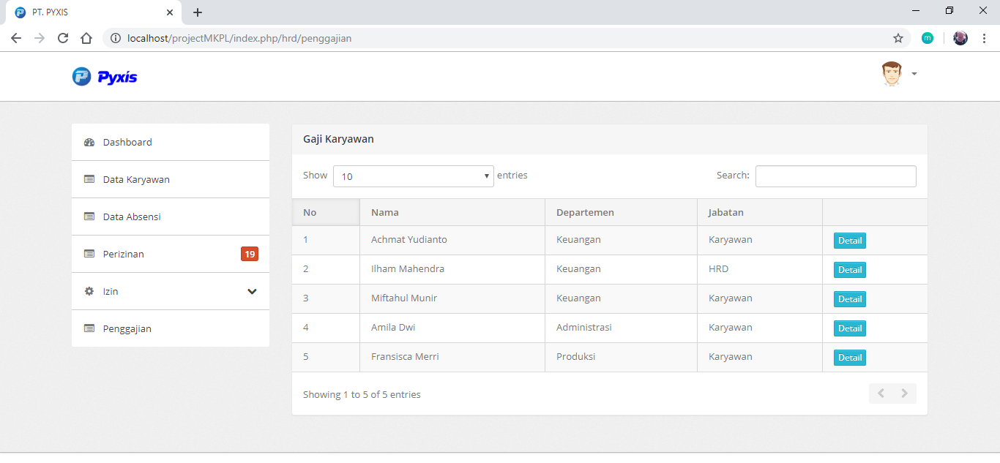 PT. PYXIS
localhost/projectMKPL/index.php/hrd/penggajian
m
Pyxis
Dashboard
Data Karyawan
Data Absensi
Perizinan 19
Izin
Penggajian
Gaji Karyawan
Show 10 entries Search:
No Nama Departemen Jabatan
1 Achmat Yudianto Keuangan Karyawan Detail
2 Ilham Mahendra Keuangan HRD Detail
3 Miftahul Munir Keuangan Karyawan Detail
4 Amila Dwi Administrasi Karyawan Detail
5 Fransisca Merri Produksi Karyawan Detail
Showing 1 to 5 of 5 entries